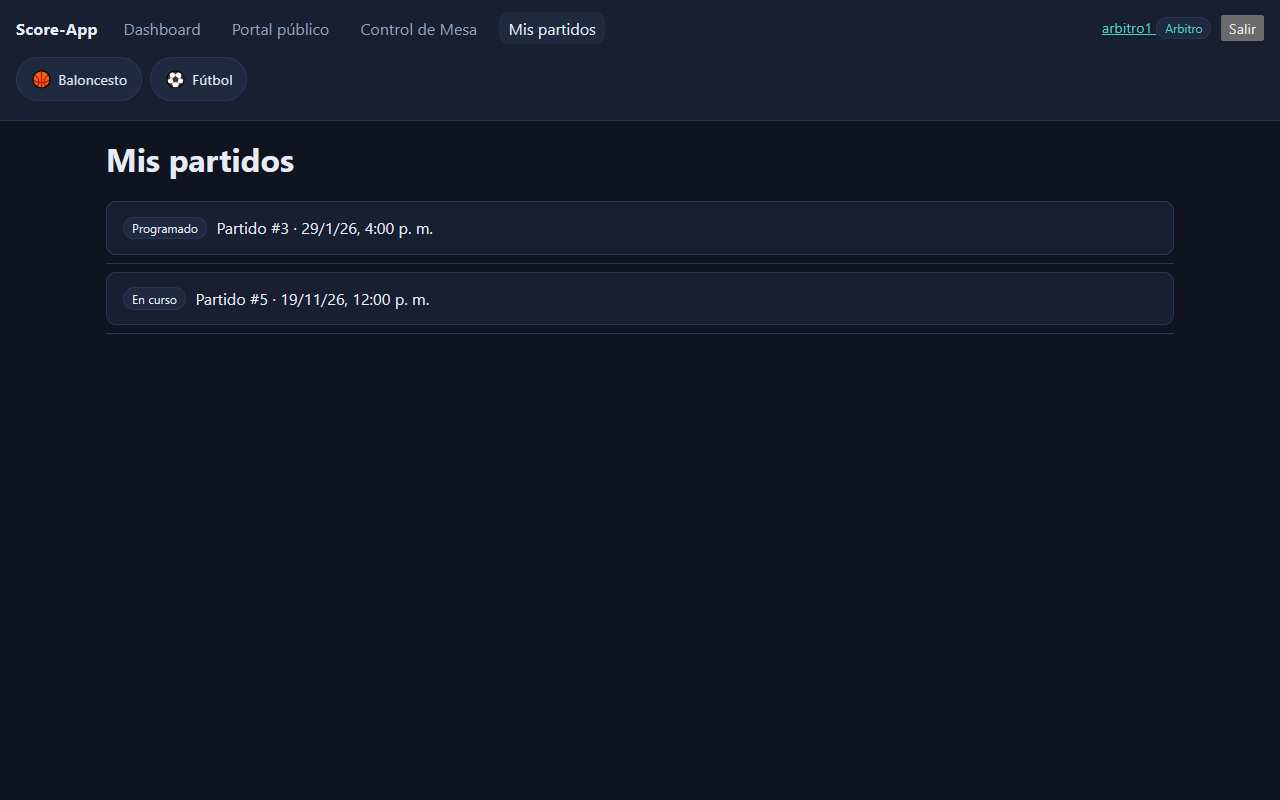 Score-App Dashboard Portal público Control de Mesa Mis partidos arbitro1 Arbitro Salir
Baloncesto Fútbol
Mis partidos
Programado Partido #3 · 29/1/26, 4:00 p. m.
En curso Partido #5 · 19/11/26, 12:00 p. m.